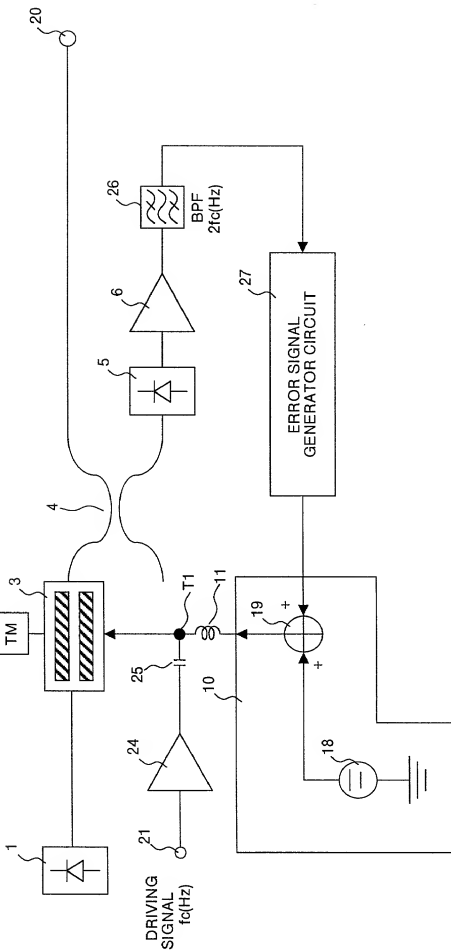 20
26
BPF
2fc(Hz)
6
5
4
27
ERROR SIGNAL
GENERATOR CIRCUIT
3
TM
T1
11
25
10
19
+
+
24
18
1
21
DRIVING
SIGNAL
fc(Hz)